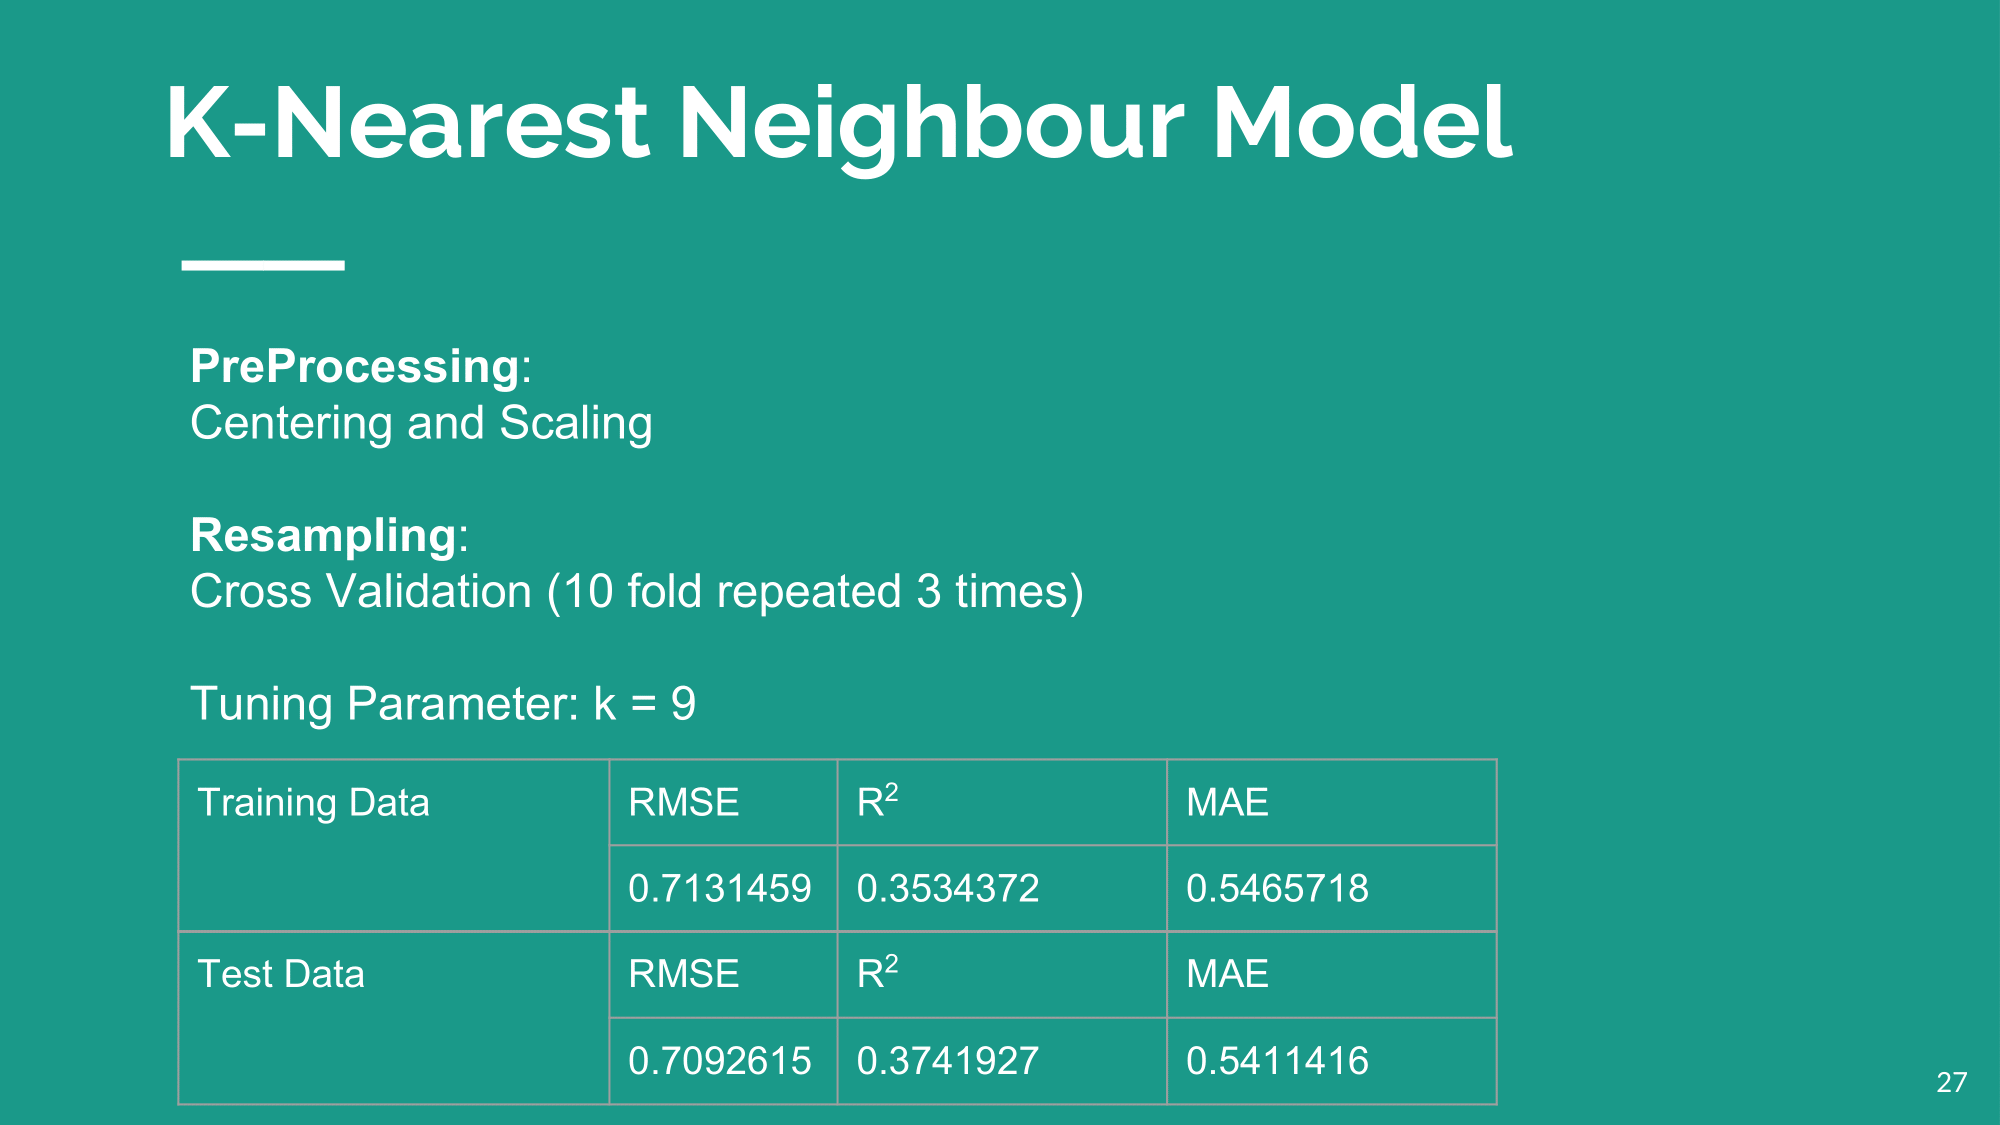 K-Nearest Neighbour Model
PreProcessing:
Centering and Scaling
Resampling:
Cross Validation (10 fold repeated 3 times)
Tuning Parameter: k = 9
Training Data RMSE R² MAE
0.7131459 0.3534372 0.5465718
Test Data RMSE R² MAE
0.7092615 0.3741927 0.5411416
27